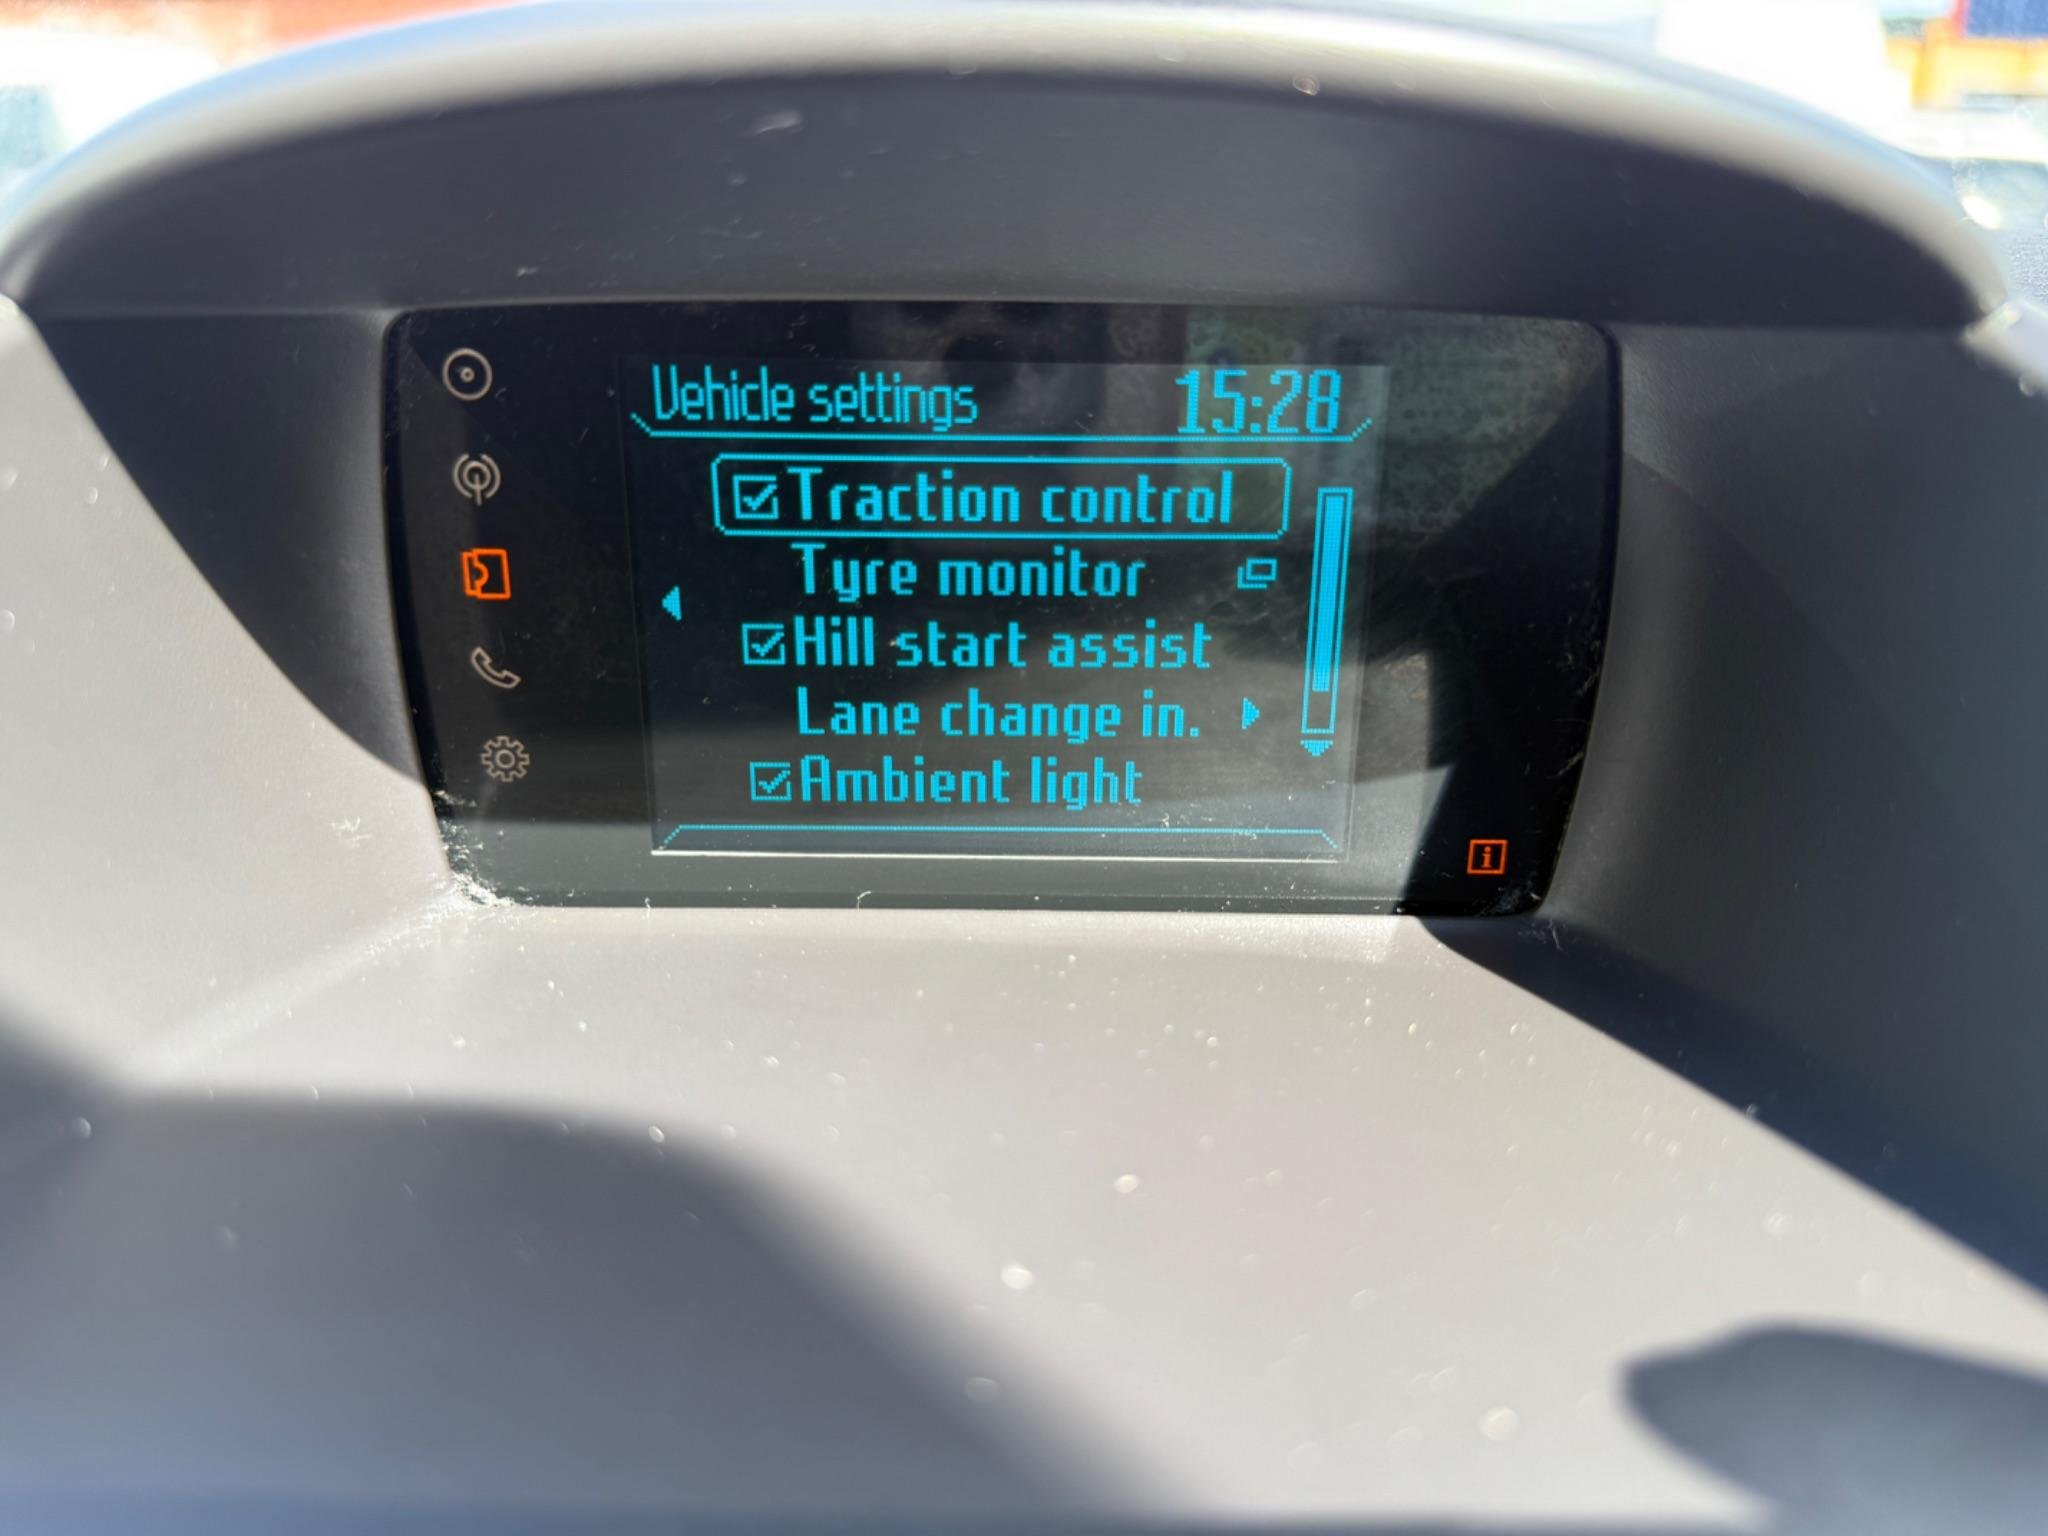 Vehicle settings 15:28
Traction control
Tyre monitor
Hill start assist
Lane change in.
Ambient light
i